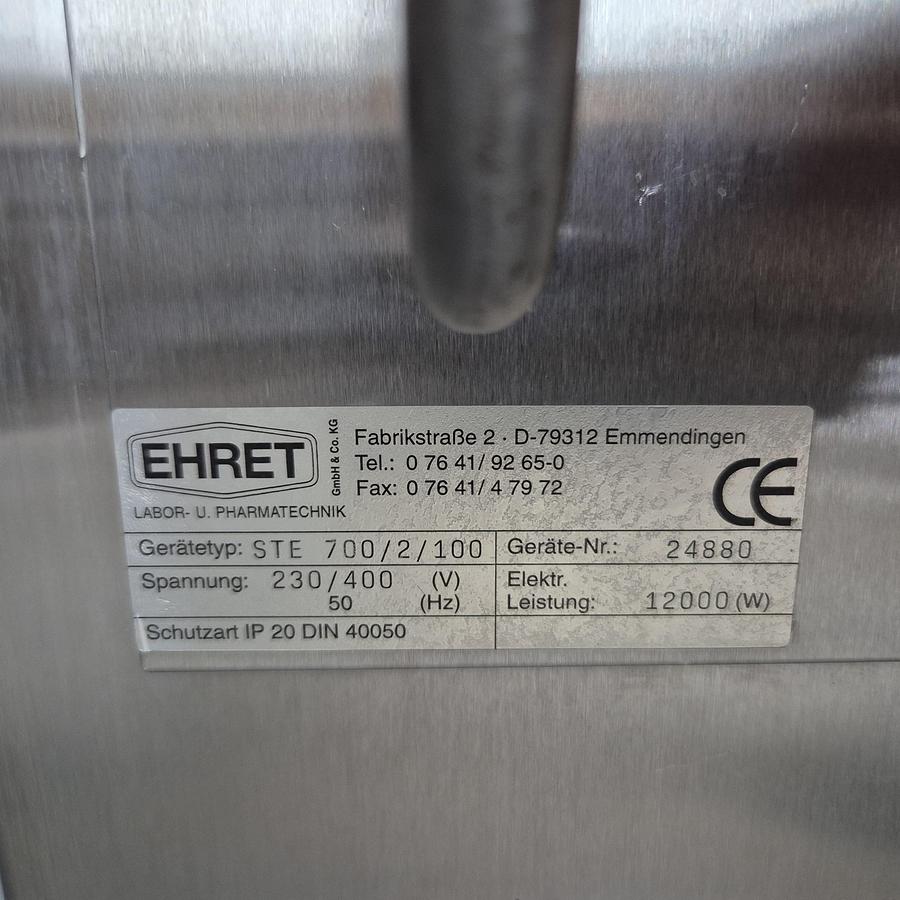 EHRET
GmbH & Co. KG
LABOR- U. PHARMATECHNIK
Fabrikstraße 2 · D-79312 Emmendingen
Tel.: 0 76 41/ 92 65-0
Fax: 0 76 41/ 4 79 72
CE
Gerätetyp: STE 700/2/100
Geräte-Nr.: 24880
Spannung: 230/400 (V)
50 (Hz)
Elektr.
Leistung: 12000 (W)
Schutzart IP 20 DIN 40050